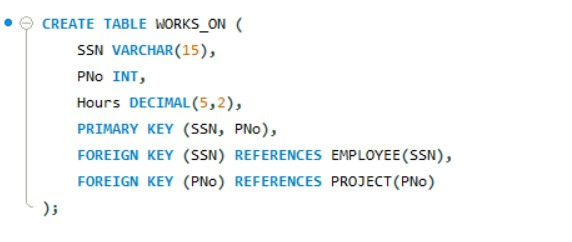 CREATE TABLE WORKS_ON (
SSN VARCHAR(15),
PNo INT,
Hours DECIMAL(5,2),
PRIMARY KEY (SSN, PNo),
FOREIGN KEY (SSN) REFERENCES EMPLOYEE(SSN),
FOREIGN KEY (PNo) REFERENCES PROJECT(PNo)
);